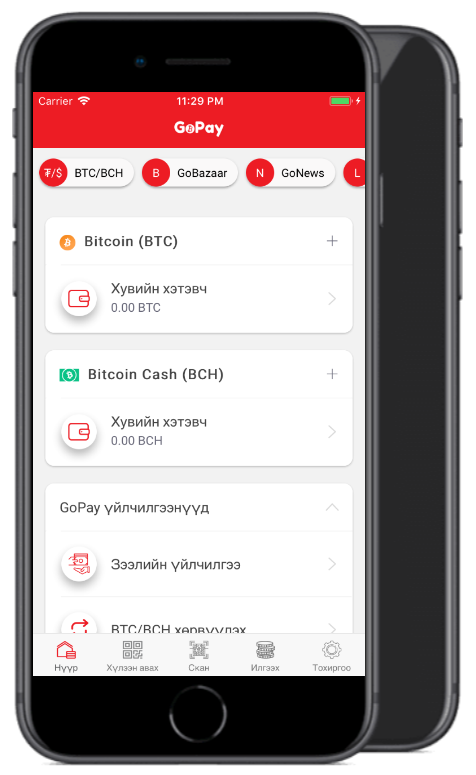 Carrier 11:29 PM
GoPay
₮/$ BTC/BCH B GoBazaar N GoNews L
Bitcoin (BTC) +
Хувийн хэтэвч
0.00 BTC
Bitcoin Cash (BCH) +
Хувийн хэтэвч
0.00 BCH
GoPay үйлчилгээнүүд
Зээлийн үйлчилгээ
BTC/BCH хөрвүүлэх
Нүүр Хүлээн авах Скан Илгээх Тохиргоо